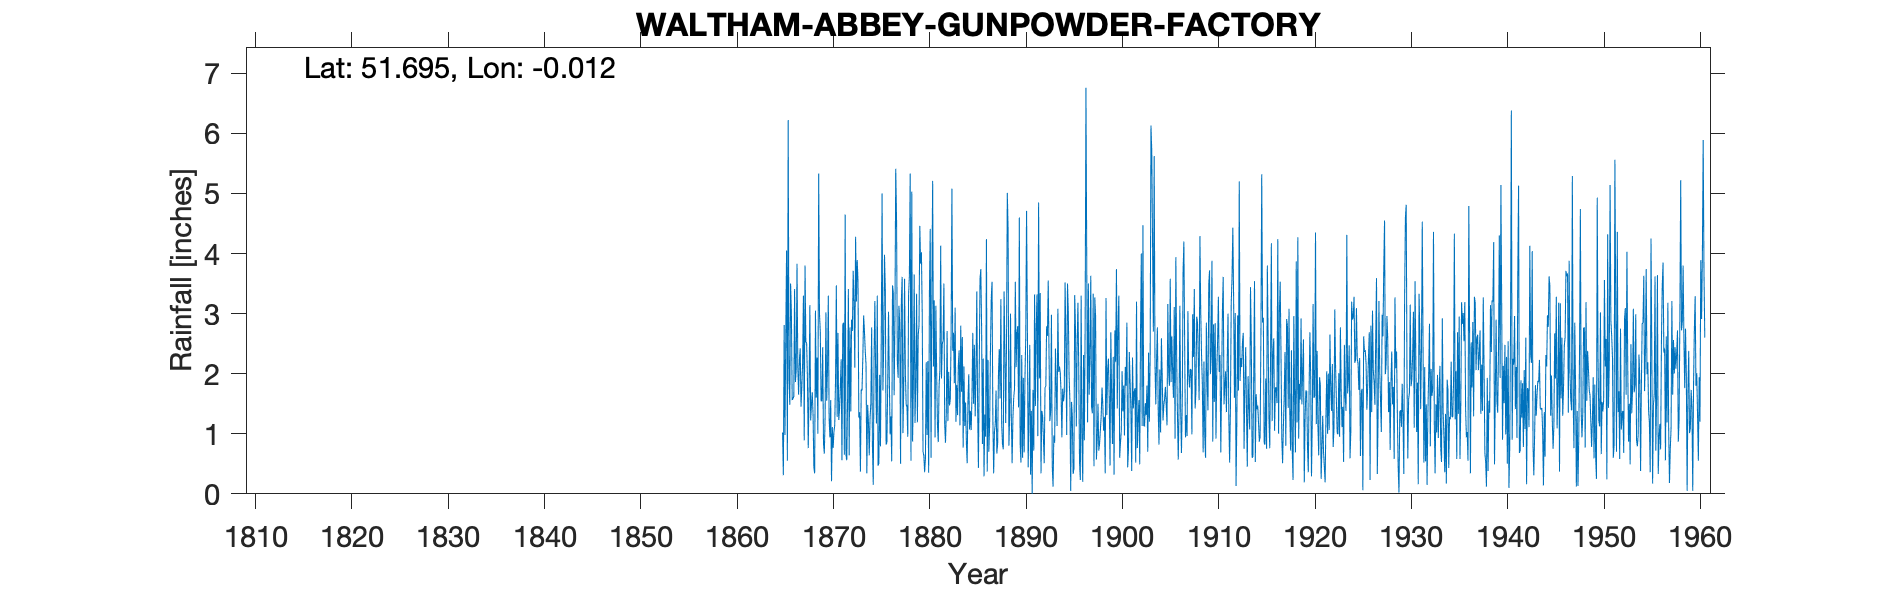 WALTHAM-ABBEY-GUNPOWDER-FACTORY
Lat: 51.695, Lon: -0.012
7
6
5
4
3
2
1
0
Rainfall [inches]
1810 1820 1830 1840 1850 1860 1870 1880 1890 1900 1910 1920 1930 1940 1950 1960
Year